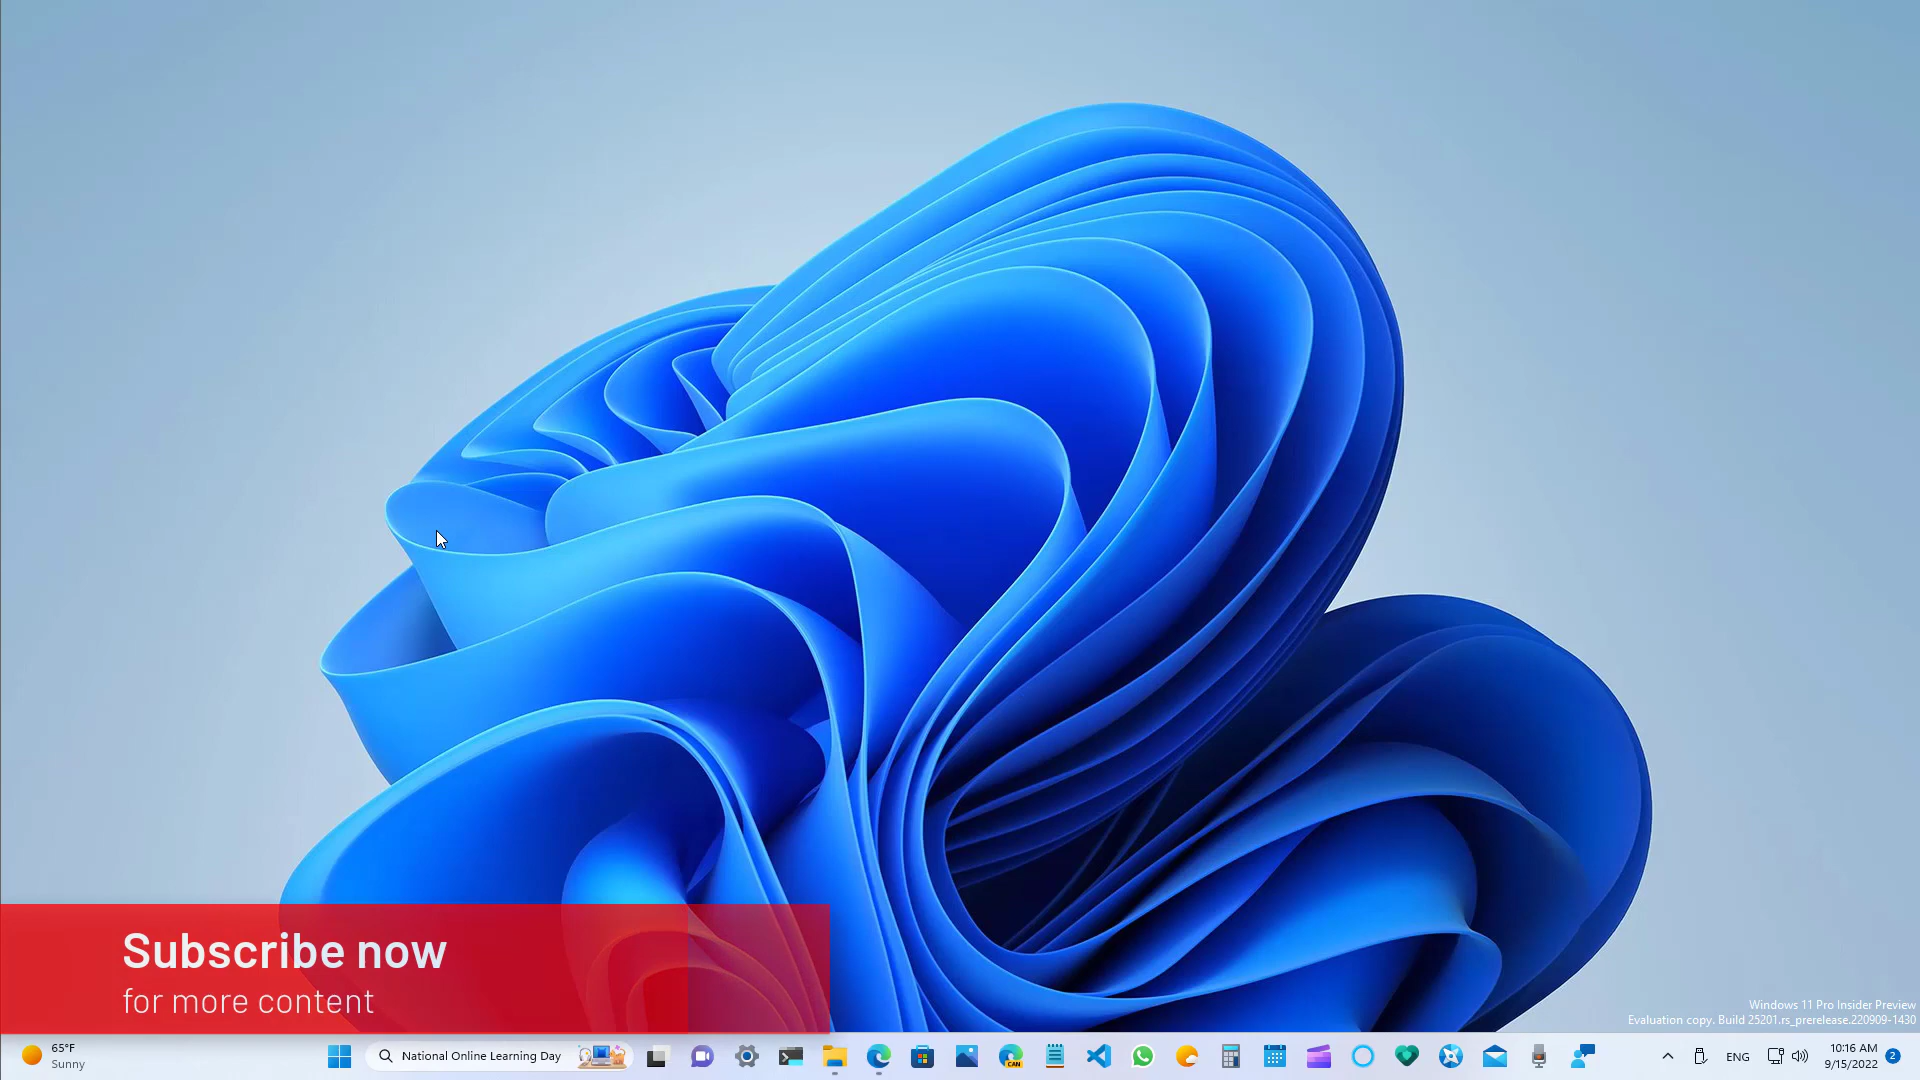 Subscribe now
for more content
Windows 11 Pro Insider Preview
Evaluation copy. Build 25201.rs_prerelease.220909-1430
65°F
Sunny
National Online Learning Day
CAN
ENG
10:16 AM
9/15/2022
2